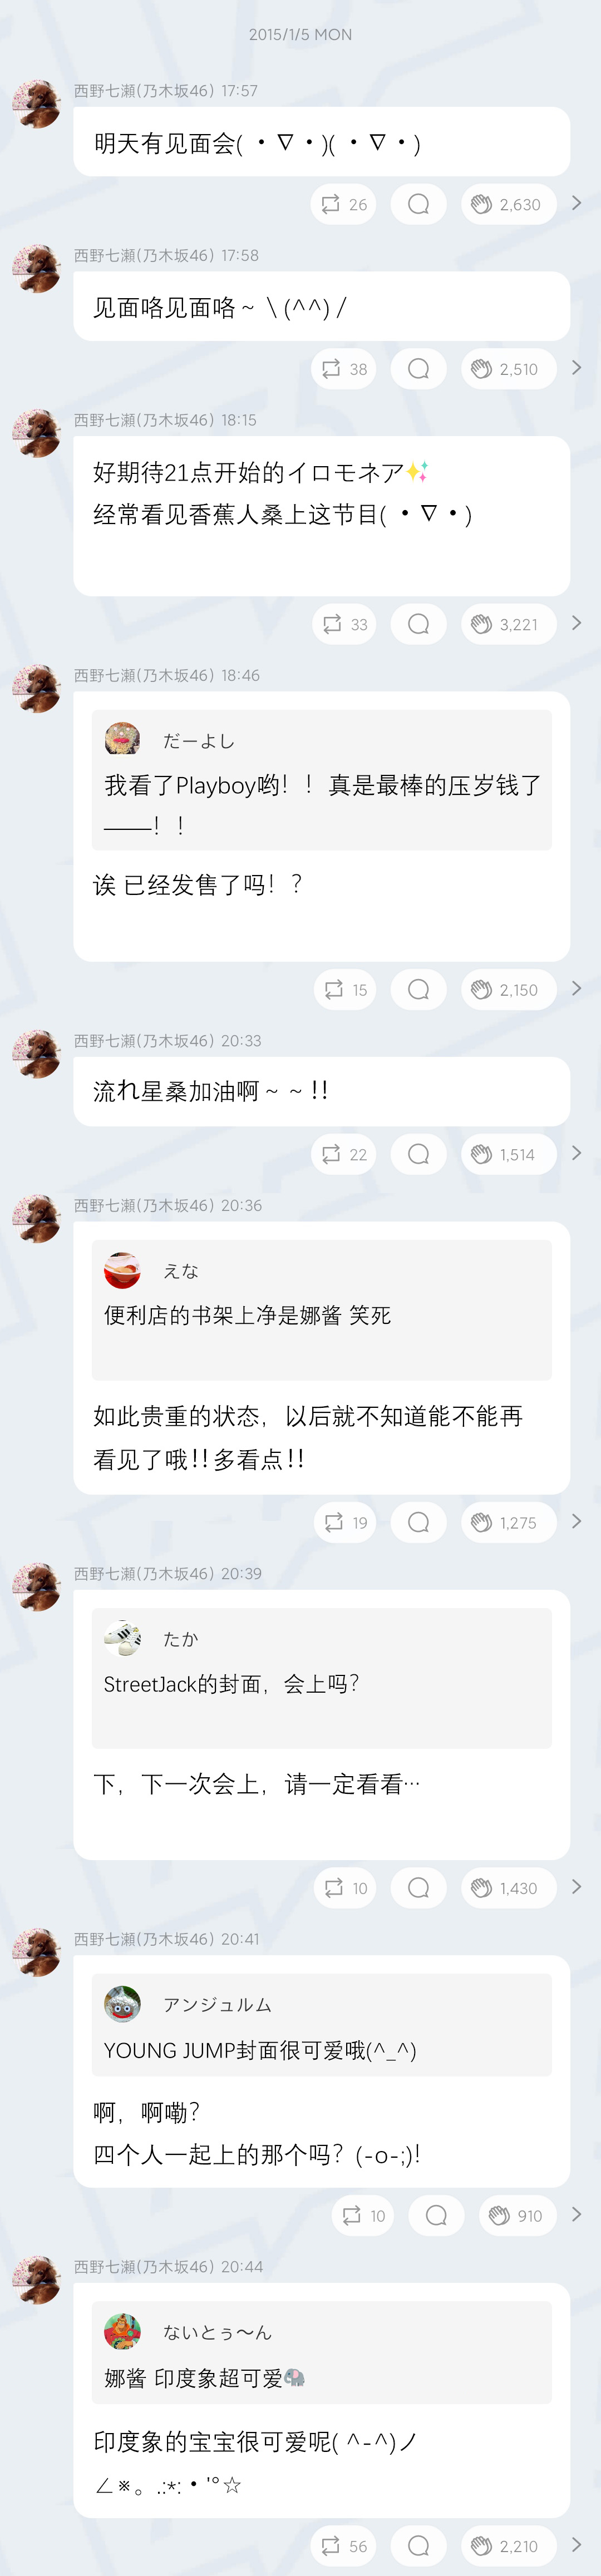 2015/1/5 MON
西野七瀬(乃木坂46) 17:57
明天有见面会( ・∇・)( ・∇・)
26
2,630
西野七瀬(乃木坂46) 17:58
见面咯见面咯～ \ (^^) /
38
2,510
西野七瀬(乃木坂46) 18:15
好期待21点开始的イロモネア✨
经常看见香蕉人桑上这节目( ・∇・)
33
3,221
西野七瀬(乃木坂46) 18:46
だーよし
我看了Playboy哟！！真是最棒的压岁钱了
——！！
诶 已经发售了吗！？
15
2,150
西野七瀬(乃木坂46) 20:33
流れ星桑加油啊～～!!
22
1,514
西野七瀬(乃木坂46) 20:36
えな
便利店的书架上净是娜酱 笑死
如此贵重的状态，以后就不知道能不能再
看见了哦!!多看点!!
19
1,275
西野七瀬(乃木坂46) 20:39
たか
StreetJack的封面，会上吗？
下，下一次会上，请一定看看…
10
1,430
西野七瀬(乃木坂46) 20:41
アンジュルム
YOUNG JUMP封面很可爱哦(^_^)
啊，啊嘞？
四个人一起上的那个吗？(-o-;)!
10
910
西野七瀬(乃木坂46) 20:44
ないとぅ〜ん
娜酱 印度象超可爱🐘
印度象的宝宝很可爱呢( ^-^)ノ
∠※。.:*:・'°☆
56
2,210